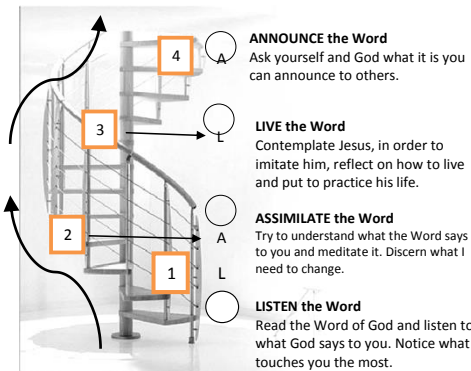 4
A
ANNOUNCE the Word
Ask yourself and God what it is you
can announce to others.
3
L
LIVE the Word
Contemplate Jesus, in order to
imitate him, reflect on how to live
and put to practice his life.
2
A
ASSIMILATE the Word
Try to understand what the Word says
to you and meditate it. Discern what I
need to change.
1
L
LISTEN the Word
Read the Word of God and listen to
what God says to you. Notice what
touches you the most.